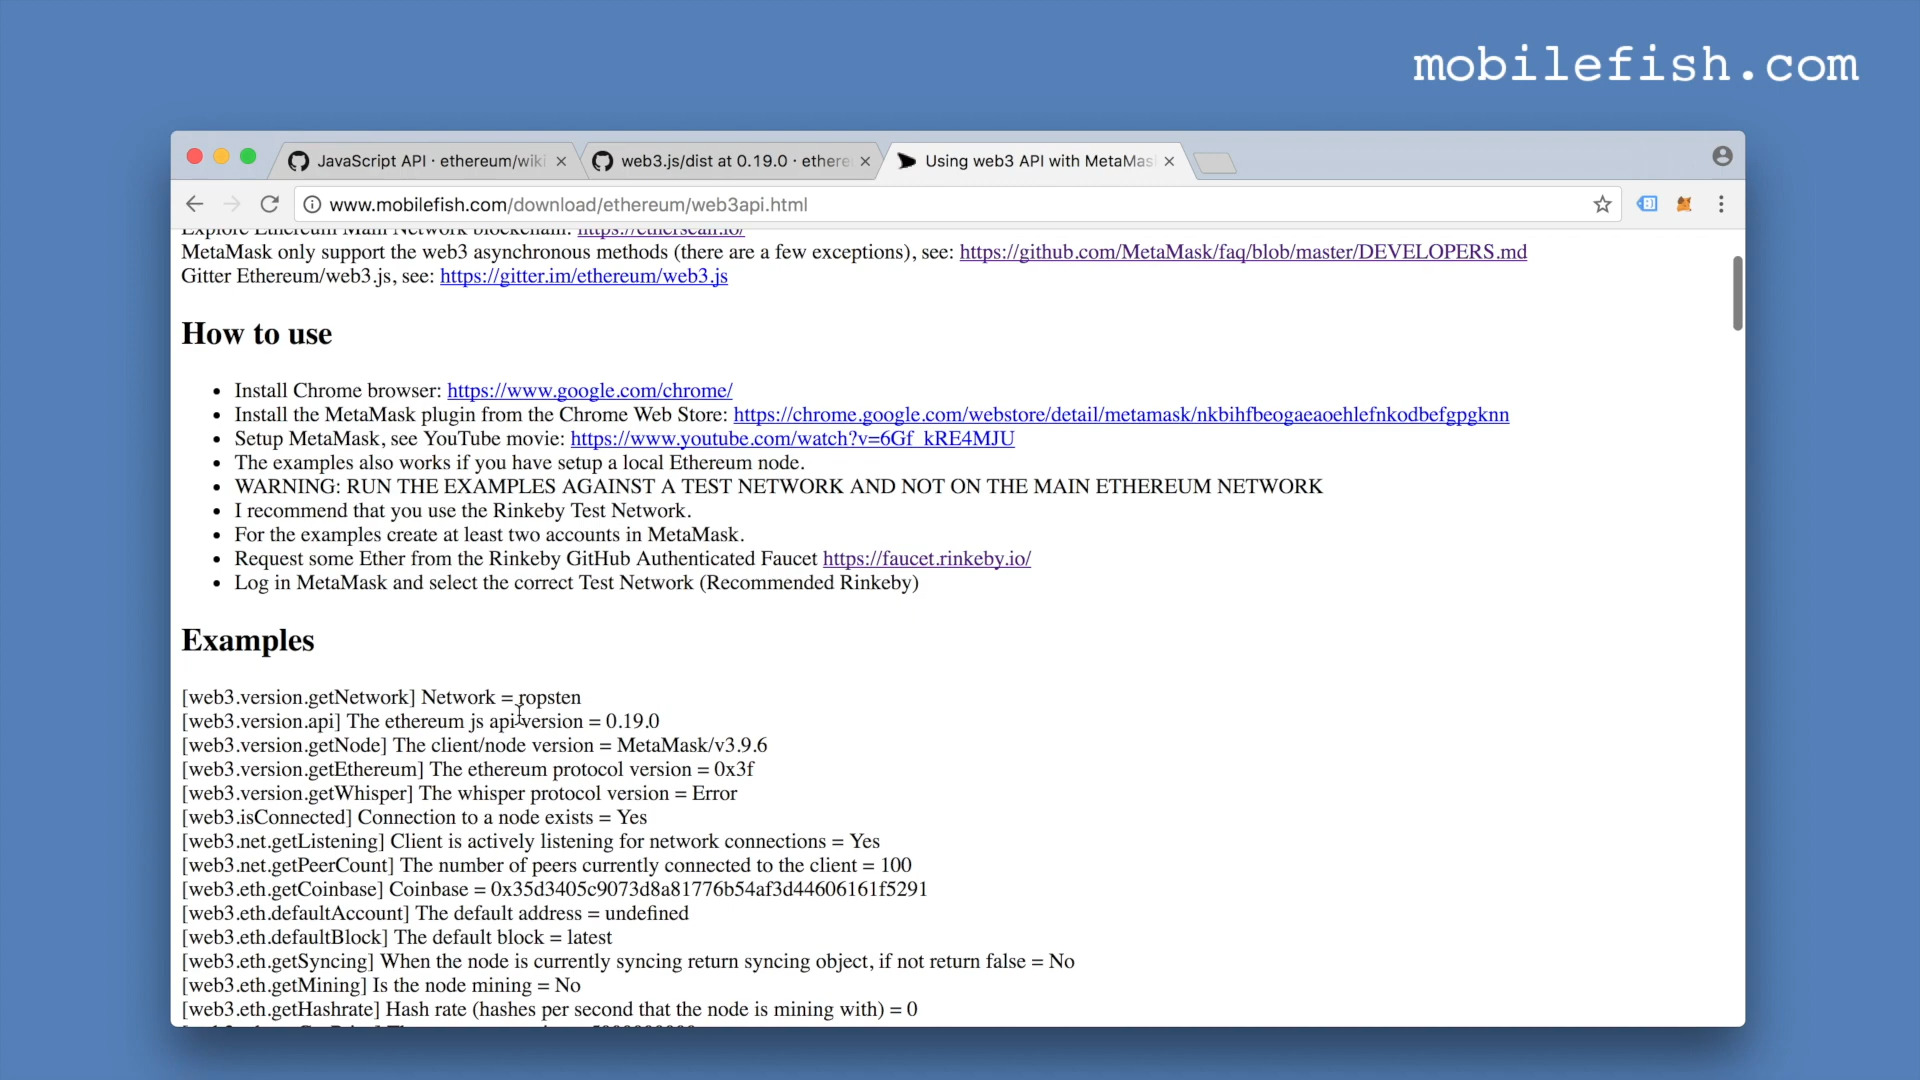 mobilefish.com
JavaScript API · ethereum/wiki
web3.js/dist at 0.19.0 · ethere
Using web3 API with MetaMas
www.mobilefish.com/download/ethereum/web3api.html
Explore Ethereum Main Network blockchain: https://etherscan.io/
MetaMask only support the web3 asynchronous methods (there are a few exceptions), see: https://github.com/MetaMask/faq/blob/master/DEVELOPERS.md
Gitter Ethereum/web3.js, see: https://gitter.im/ethereum/web3.js
How to use
• Install Chrome browser: https://www.google.com/chrome/
• Install the MetaMask plugin from the Chrome Web Store: https://chrome.google.com/webstore/detail/metamask/nkbihfbeogaeaoehlefnkodbefgpgknn
• Setup MetaMask, see YouTube movie: https://www.youtube.com/watch?v=6Gf_kRE4MJU
• The examples also works if you have setup a local Ethereum node.
• WARNING: RUN THE EXAMPLES AGAINST A TEST NETWORK AND NOT ON THE MAIN ETHEREUM NETWORK
• I recommend that you use the Rinkeby Test Network.
• For the examples create at least two accounts in MetaMask.
• Request some Ether from the Rinkeby GitHub Authenticated Faucet https://faucet.rinkeby.io/
• Log in MetaMask and select the correct Test Network (Recommended Rinkeby)
Examples
[web3.version.getNetwork] Network = ropsten
[web3.version.api] The ethereum js api version = 0.19.0
[web3.version.getNode] The client/node version = MetaMask/v3.9.6
[web3.version.getEthereum] The ethereum protocol version = 0x3f
[web3.version.getWhisper] The whisper protocol version = Error
[web3.isConnected] Connection to a node exists = Yes
[web3.net.getListening] Client is actively listening for network connections = Yes
[web3.net.getPeerCount] The number of peers currently connected to the client = 100
[web3.eth.getCoinbase] Coinbase = 0x35d3405c9073d8a81776b54af3d44606161f5291
[web3.eth.defaultAccount] The default address = undefined
[web3.eth.defaultBlock] The default block = latest
[web3.eth.getSyncing] When the node is currently syncing return syncing object, if not return false = No
[web3.eth.getMining] Is the node mining = No
[web3.eth.getHashrate] Hash rate (hashes per second that the node is mining with) = 0